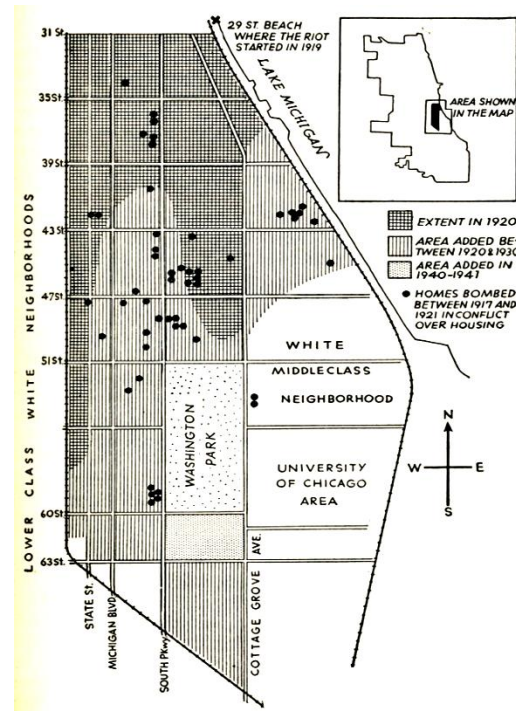 29 ST. BEACH
WHERE THE RIOT
STARTED IN 1919
LAKE MICHIGAN
AREA SHOWN
IN THE MAP
EXTENT IN 1920
AREA ADDED BE-
TWEEN 1920 & 1930
AREA ADDED IN
1940-1941
HOMES BOMBED
BETWEEN 1917 AND
1921 IN CONFLICT
OVER HOUSING
31 St.
35 St.
39 St.
43 St.
47 St.
51 St.
60 St.
63 St.
LOWER CLASS WHITE NEIGHBORHOODS
WHITE
MIDDLE CLASS
NEIGHBORHOOD
WASHINGTON
PARK
UNIVERSITY
OF CHICAGO
AREA
N
W E
S
STATE St.
MICHIGAN BLVD.
SOUTH PKwy.
COTTAGE GROVE AVE.